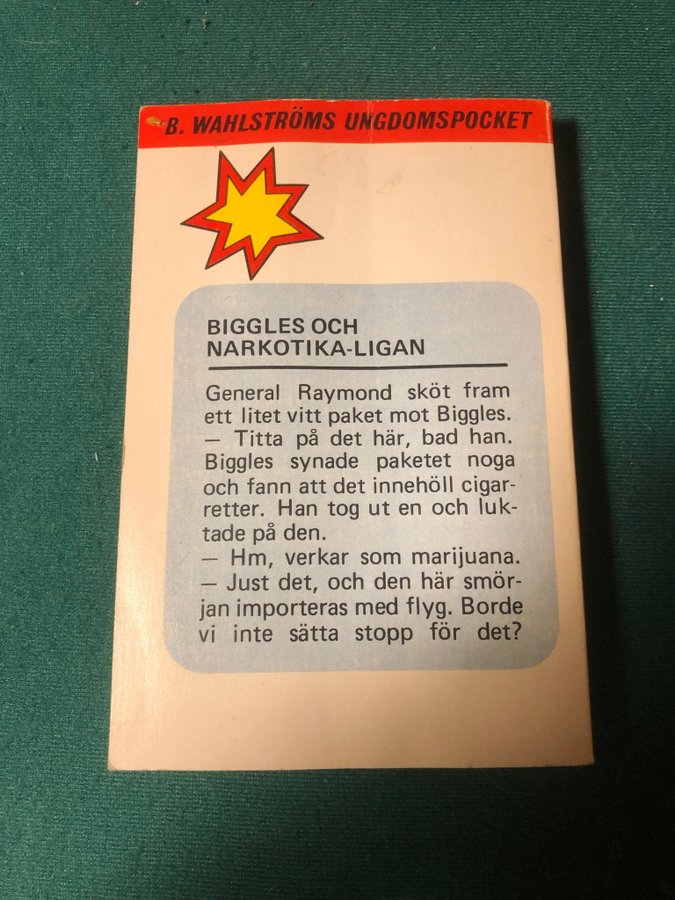 B. WAHLSTRÖMS UNGDOMSPOCKET
BIGGLES OCH
NARKOTIKA-LIGAN
General Raymond sköt fram
ett litet vitt paket mot Biggles.
— Titta på det här, bad han.
Biggles synade paketet noga
och fann att det innehöll cigar-
retter. Han tog ut en och luk-
tade på den.
— Hm, verkar som marijuana.
— Just det, och den här smör-
jan importeras med flyg. Borde
vi inte sätta stopp för det?